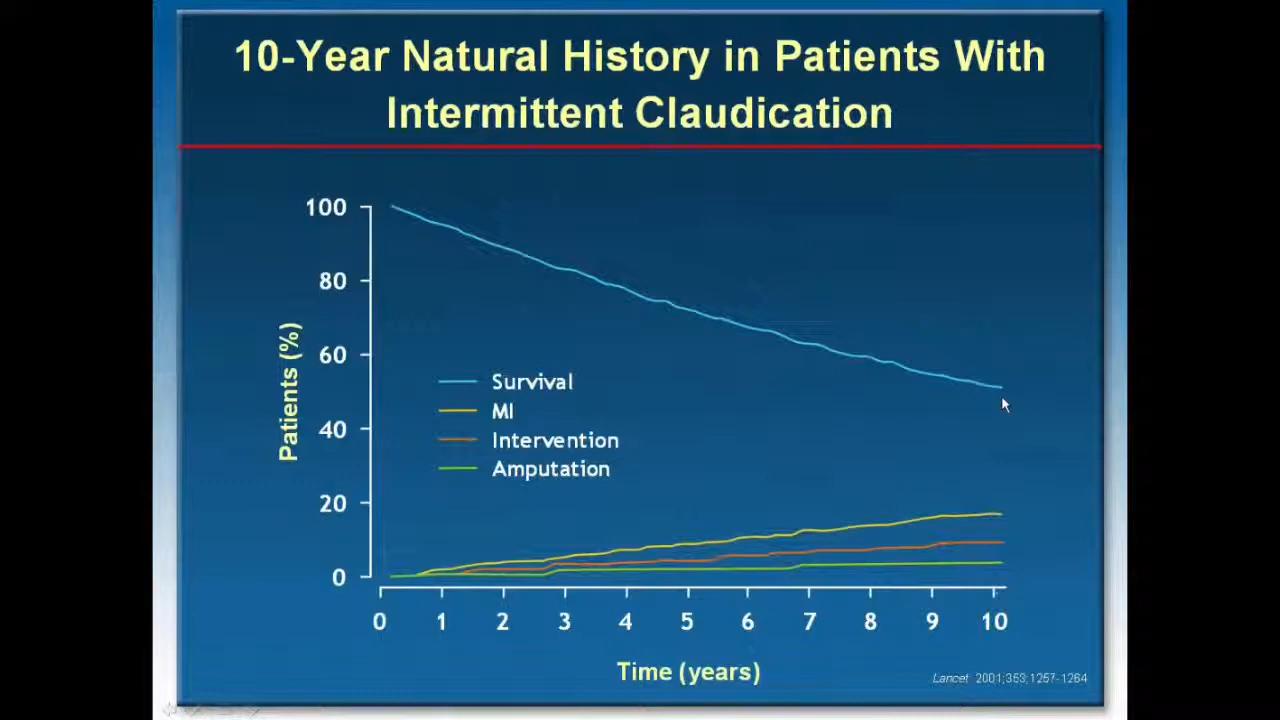 10-Year Natural History in Patients With
Intermittent Claudication
100
80
60
40
20
0
Patients (%)
Survival
MI
Intervention
Amputation
0 1 2 3 4 5 6 7 8 9 10
Time (years)
Lancet 2001;353;1257-1264